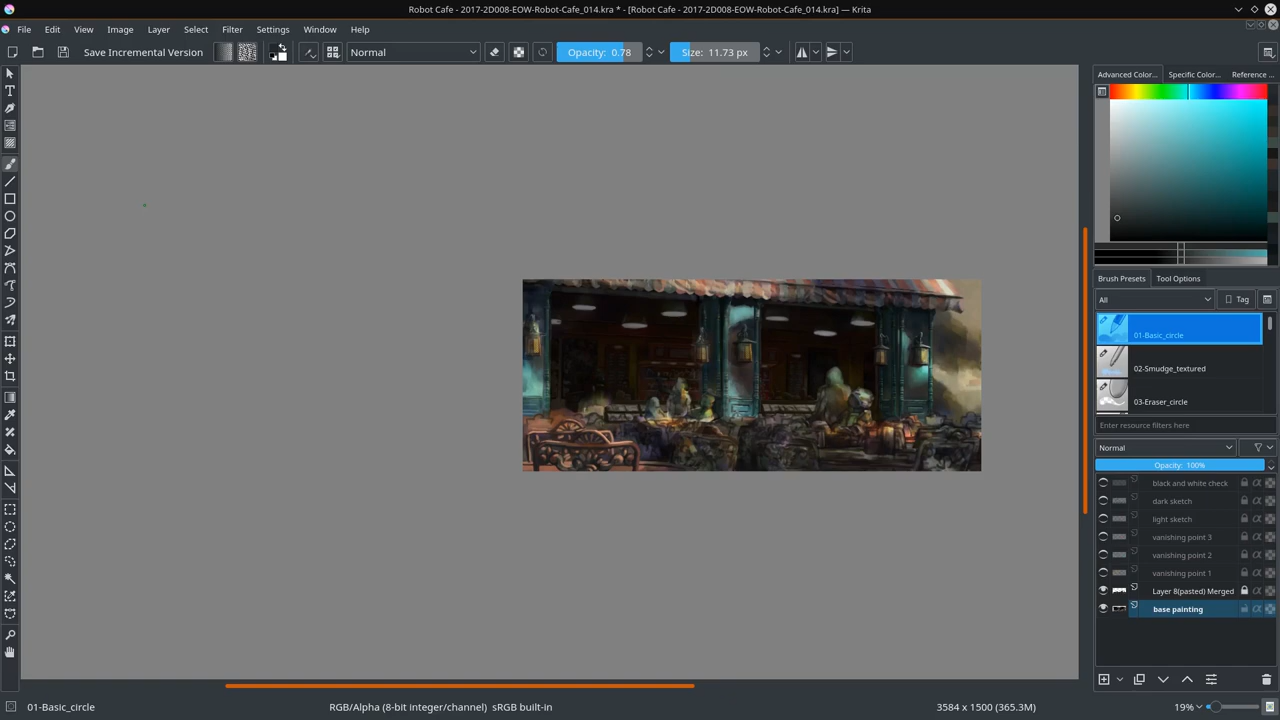 Robot Cafe - 2017-2D008-EOW-Robot-Cafe_014.kra * - [Robot Cafe - 2017-2D008-EOW-Robot-Cafe_014.kra] — Krita
File Edit View Image Layer Select Filter Settings Window Help
Save Incremental Version Normal Opacity: 0.78 Size: 11.73 px
Advanced Color... Specific Color... Reference ...
Brush Presets Tool Options
All Tag
01-Basic_circle
02-Smudge_textured
03-Eraser_circle
Enter resource filters here
Normal
Opacity: 100%
black and white check
dark sketch
light sketch
vanishing point 3
vanishing point 2
vanishing point 1
Layer 8(pasted) Merged
base painting
01-Basic_circle RGB/Alpha (8-bit integer/channel) sRGB built-in 3584 x 1500 (365.3M) 19%